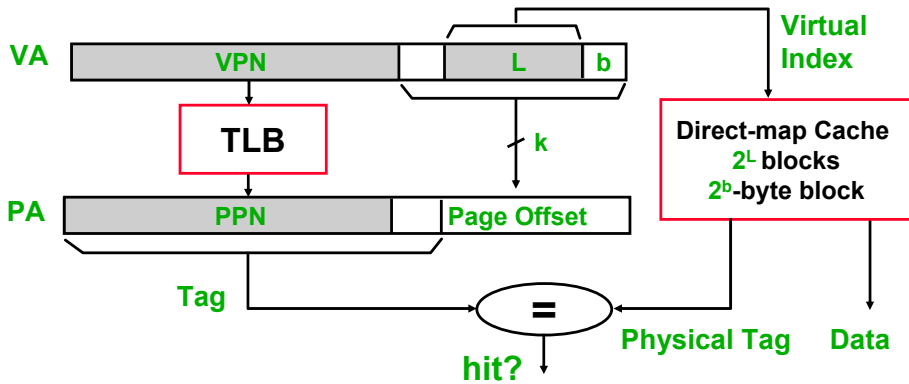 Virtual
Index
VA
VPN
L
b
TLB
k
Direct-map Cache
2ᴸ blocks
2ᵇ-byte block
PA
PPN
Page Offset
Tag
=
Physical Tag
Data
hit?